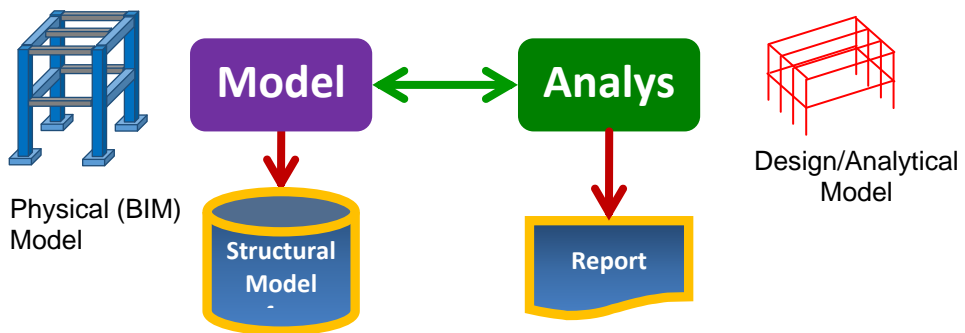 Model
Analys
Physical (BIM)
Model
Design/Analytical
Model
Structural
Model
Report